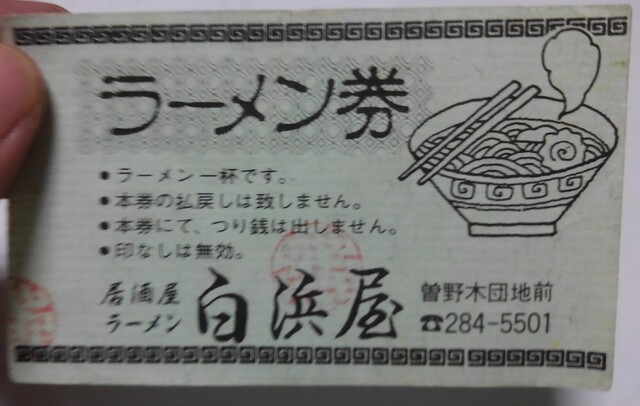 ラーメン券
●ラーメン一杯です。
●本券の払戻しは致しません。
●本券にて、つり銭は出しません。
●印なしは無効。
居酒屋
ラーメン
白浜屋
曽野木団地前
☎284-5501